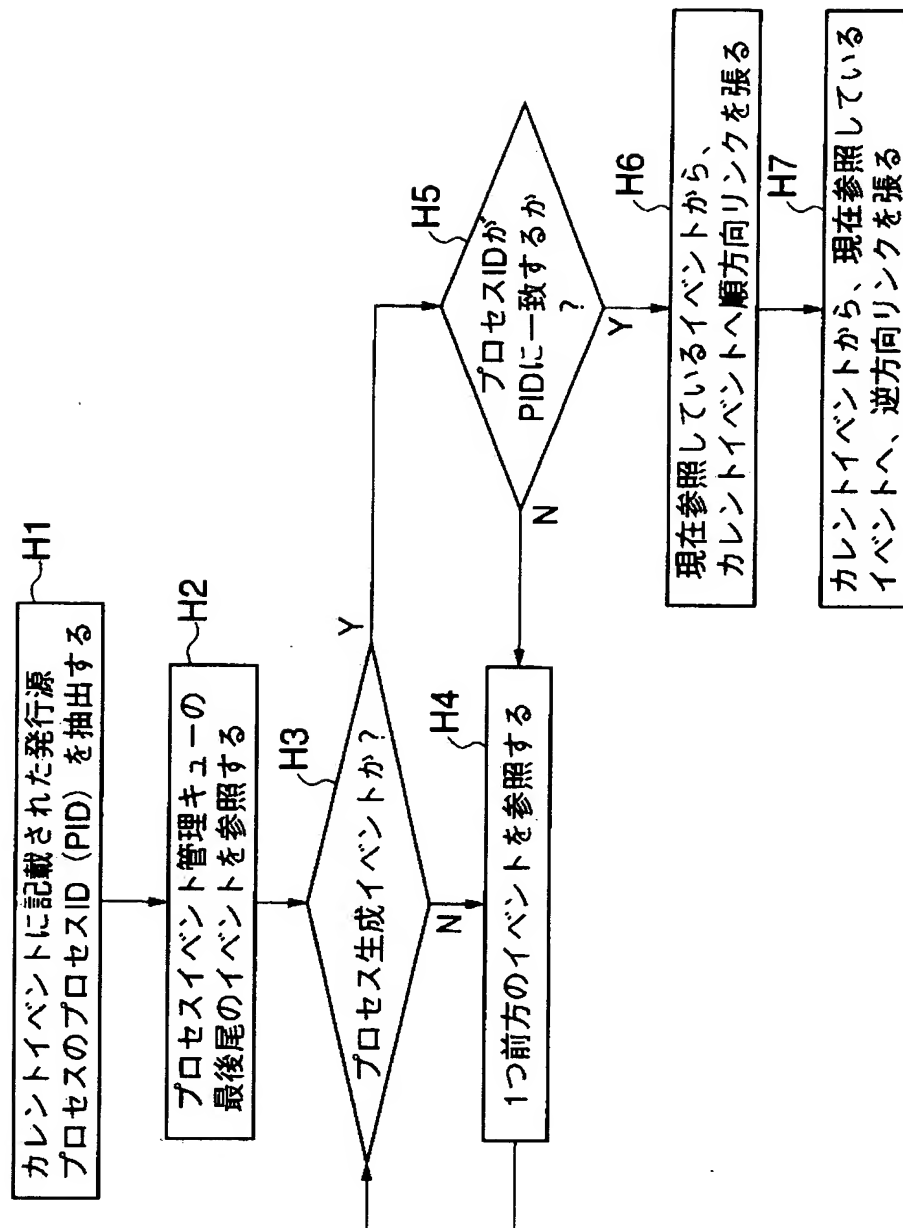 H1
カレントイベントに記載された発行源
プロセスのプロセスID（PID）を抽出する
H2
プロセスイベント管理キューの
最後尾のイベントを参照する
H3
プロセス生成イベントか？
Y
N
H4
1つ前方のイベントを参照する
H5
プロセスIDが
PIDに一致するか
？
N
Y
H6
現在参照しているイベントから、
カレントイベントへ順方向リンクを張る
H7
カレントイベントから、現在参照している
イベントへ、逆方向リンクを張る